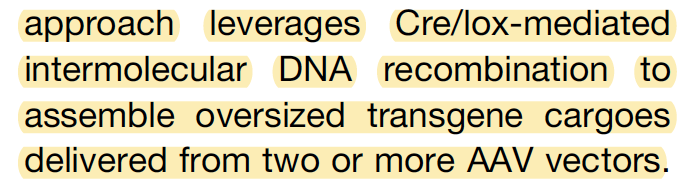 approach leverages Cre/lox-mediated
intermolecular DNA recombination to
assemble oversized transgene cargoes
delivered from two or more AAV vectors.